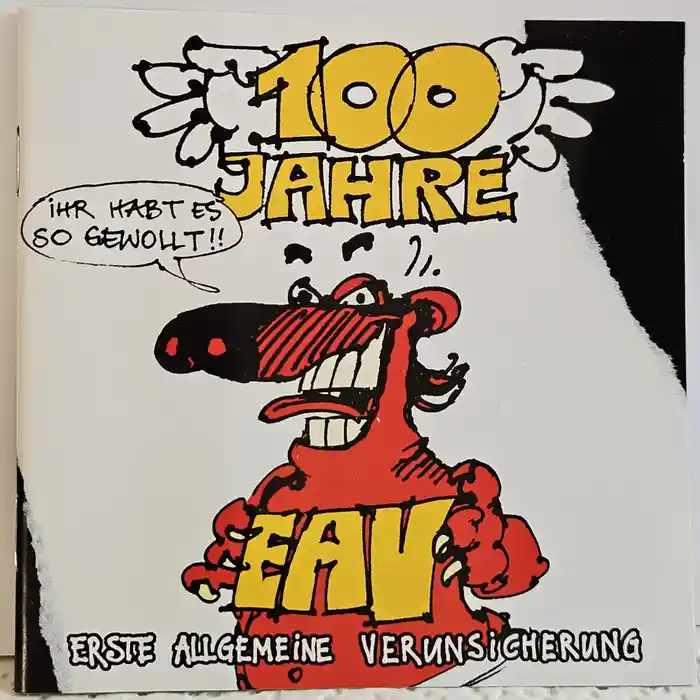 100
JAHRE
iHR HABT ES
SO GEWOLLT!!
EAV
ERSTE ALLGEMEiNE VERUNSiCHERUNG